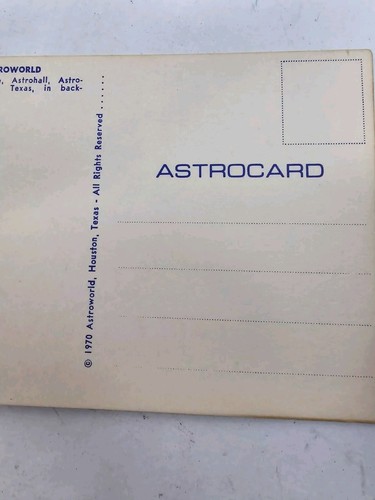 ROWORLD
, Astrohall, Astro-
Texas, in back-
© 1970 Astroworld, Houston, Texas - All Rights Reserved ......
ASTROCARD